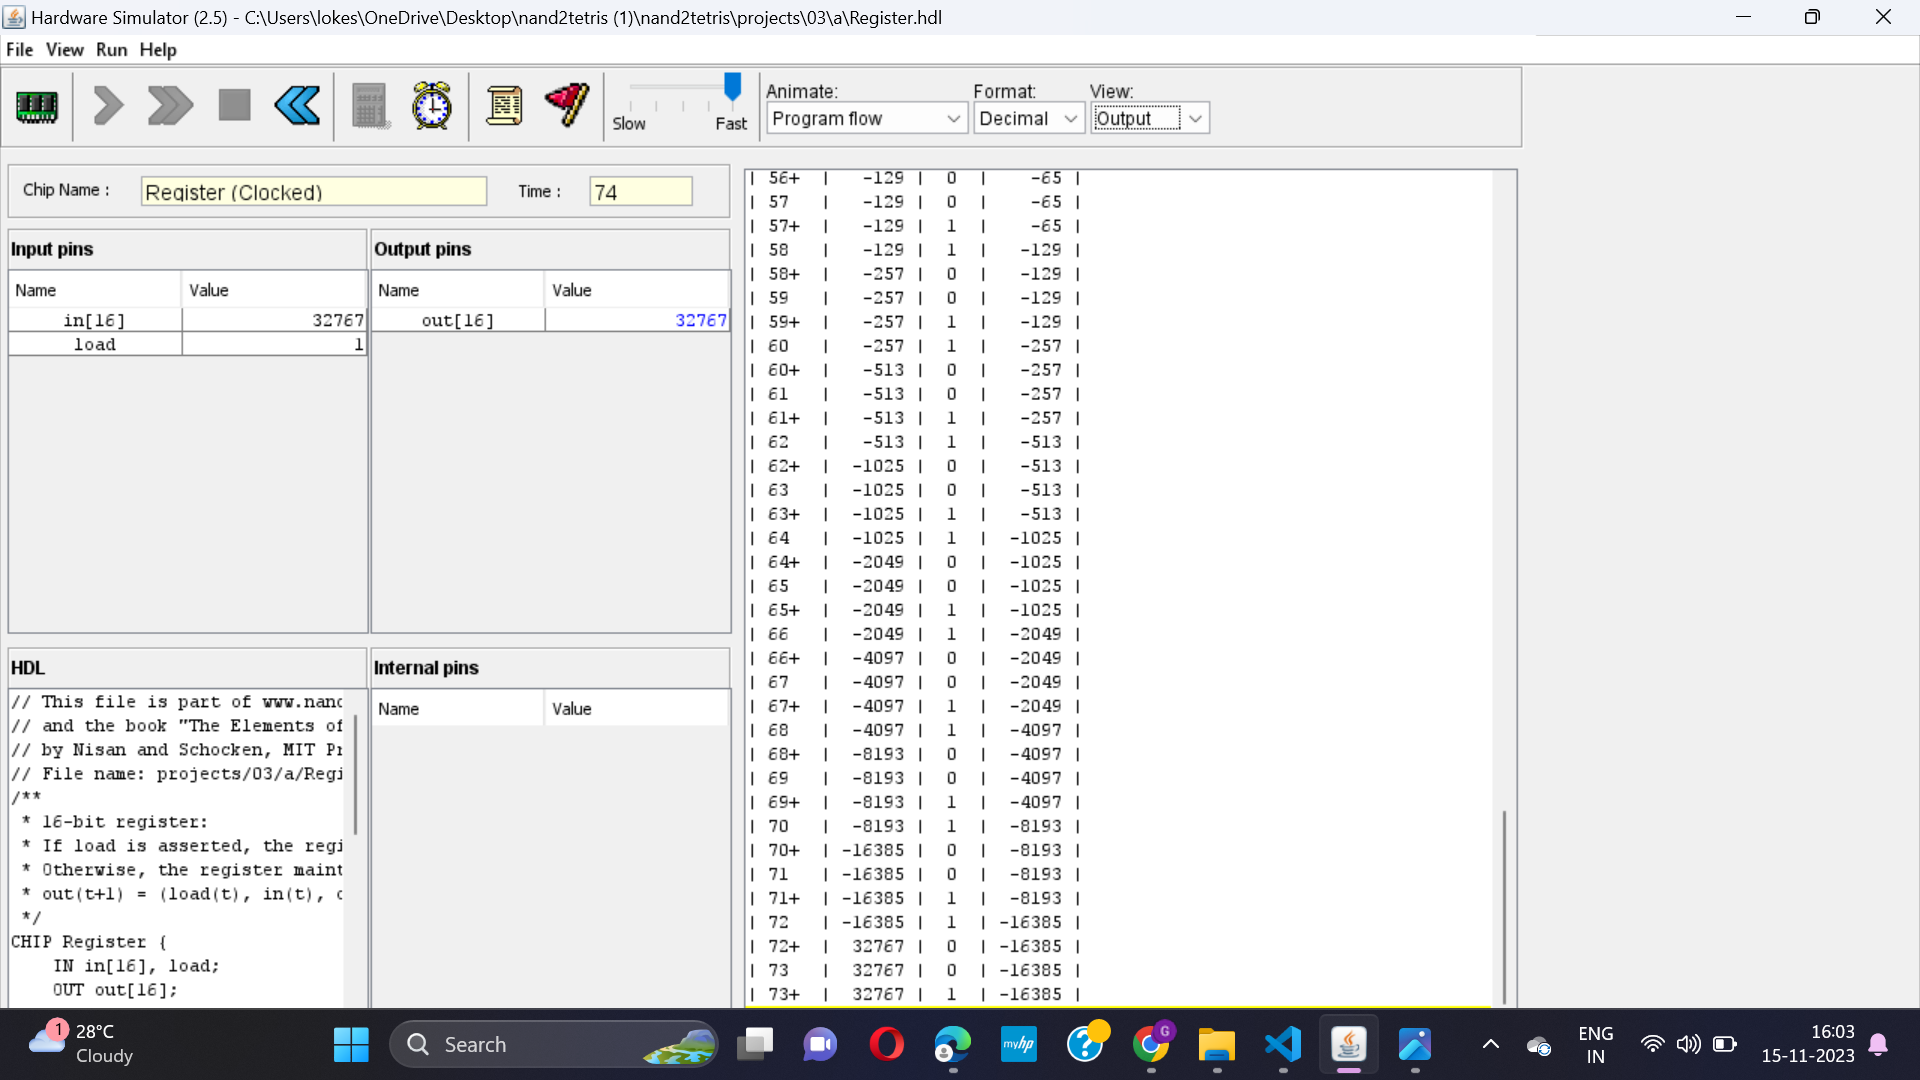 Hardware Simulator (2.5) - C:\Users\lokes\OneDrive\Desktop\nand2tetris (1)\nand2tetris\projects\03\a\Register.hdl
File View Run Help
Slow Fast
Animate:
Program flow
Format:
Decimal
View:
Output
Chip Name :
Register (Clocked)
Time :
74
Input pins
Name Value
in[16] 32767
load 1
Output pins
Name Value
out[16] 32767
HDL
// This file is part of www.nand
// and the book "The Elements of
// by Nisan and Schocken, MIT Pr
// File name: projects/03/a/Regi
/**
* 16-bit register:
* If load is asserted, the regi
* Otherwise, the register maint
* out(t+1) = (load(t), in(t), o
*/
CHIP Register {
IN in[16], load;
OUT out[16];
Internal pins
Name Value
| 56+ | -129 | 0 | -65 |
| 57 | -129 | 0 | -65 |
| 57+ | -129 | 1 | -65 |
| 58 | -129 | 1 | -129 |
| 58+ | -257 | 0 | -129 |
| 59 | -257 | 0 | -129 |
| 59+ | -257 | 1 | -129 |
| 60 | -257 | 1 | -257 |
| 60+ | -513 | 0 | -257 |
| 61 | -513 | 0 | -257 |
| 61+ | -513 | 1 | -257 |
| 62 | -513 | 1 | -513 |
| 62+ | -1025 | 0 | -513 |
| 63 | -1025 | 0 | -513 |
| 63+ | -1025 | 1 | -513 |
| 64 | -1025 | 1 | -1025 |
| 64+ | -2049 | 0 | -1025 |
| 65 | -2049 | 0 | -1025 |
| 65+ | -2049 | 1 | -1025 |
| 66 | -2049 | 1 | -2049 |
| 66+ | -4097 | 0 | -2049 |
| 67 | -4097 | 0 | -2049 |
| 67+ | -4097 | 1 | -2049 |
| 68 | -4097 | 1 | -4097 |
| 68+ | -8193 | 0 | -4097 |
| 69 | -8193 | 0 | -4097 |
| 69+ | -8193 | 1 | -4097 |
| 70 | -8193 | 1 | -8193 |
| 70+ | -16385 | 0 | -8193 |
| 71 | -16385 | 0 | -8193 |
| 71+ | -16385 | 1 | -8193 |
| 72 | -16385 | 1 | -16385 |
| 72+ | 32767 | 0 | -16385 |
| 73 | 32767 | 0 | -16385 |
| 73+ | 32767 | 1 | -16385 |
1
28°C
Cloudy
Search
myhp
G
ENG
IN
16:03
15-11-2023